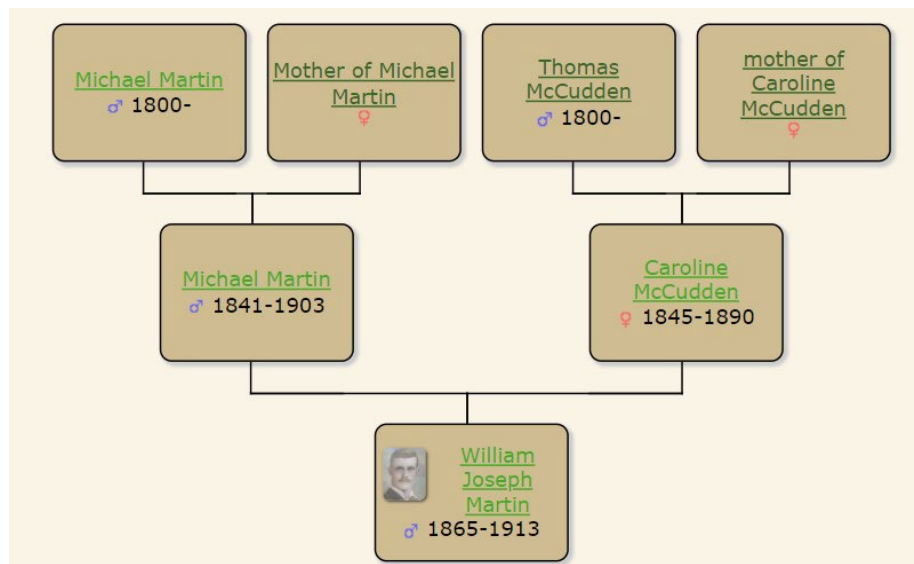 Michael Martin
♂ 1800-
Mother of Michael
Martin
♀
Thomas
McCudden
♂ 1800-
mother of
Caroline
McCudden
♀
Michael Martin
♂ 1841-1903
Caroline
McCudden
♀ 1845-1890
William
Joseph
Martin
♂ 1865-1913